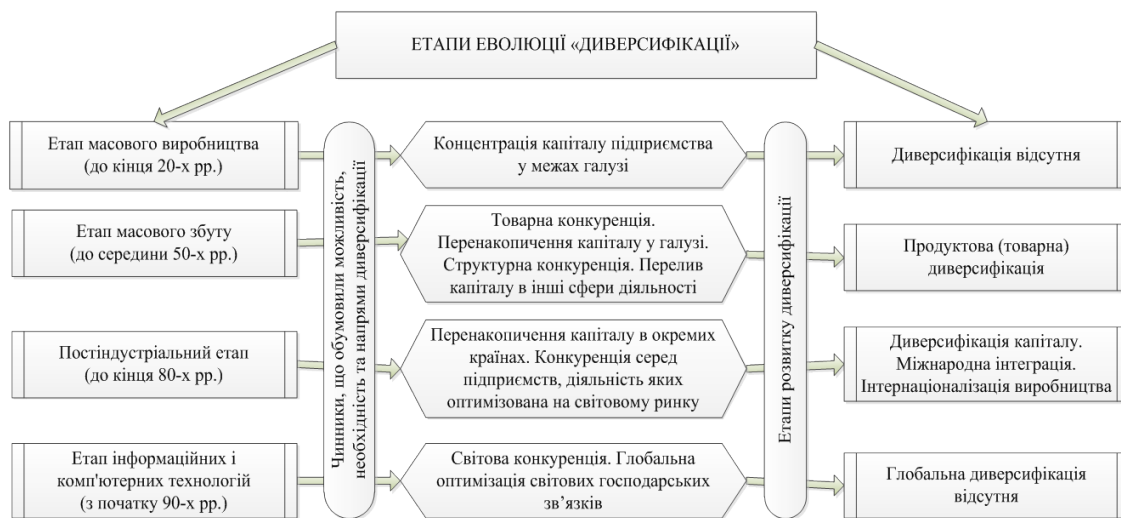 ЕТАПИ ЕВОЛЮЦІЇ «ДИВЕРСИФІКАЦІЇ»
Етап масового виробництва
(до кінця 20-х рр.)
Чинники, що обумовили можливість,
необхідність та напрями диверсифікації
Концентрація капіталу підприємства
у межах галузі
Етапи розвитку диверсифікації
Диверсифікація відсутня
Етап масового збуту
(до середини 50-х рр.)
Товарна конкуренція.
Перенакопичення капіталу у галузі.
Структурна конкуренція. Перелив
капіталу в інші сфери діяльності
Продуктова (товарна)
диверсифікація
Постіндустріальний етап
(до кінця 80-х рр.)
Перенакопичення капіталу в окремих
країнах. Конкуренція серед
підприємств, діяльність яких
оптимізована на світовому ринку
Диверсифікація капіталу.
Міжнародна інтеграція.
Інтернаціоналізація виробництва
Етап інформаційних і
комп'ютерних технологій
(з початку 90-х рр.)
Світова конкуренція. Глобальна
оптимізація світових господарських
зв’язків
Глобальна диверсифікація
відсутня